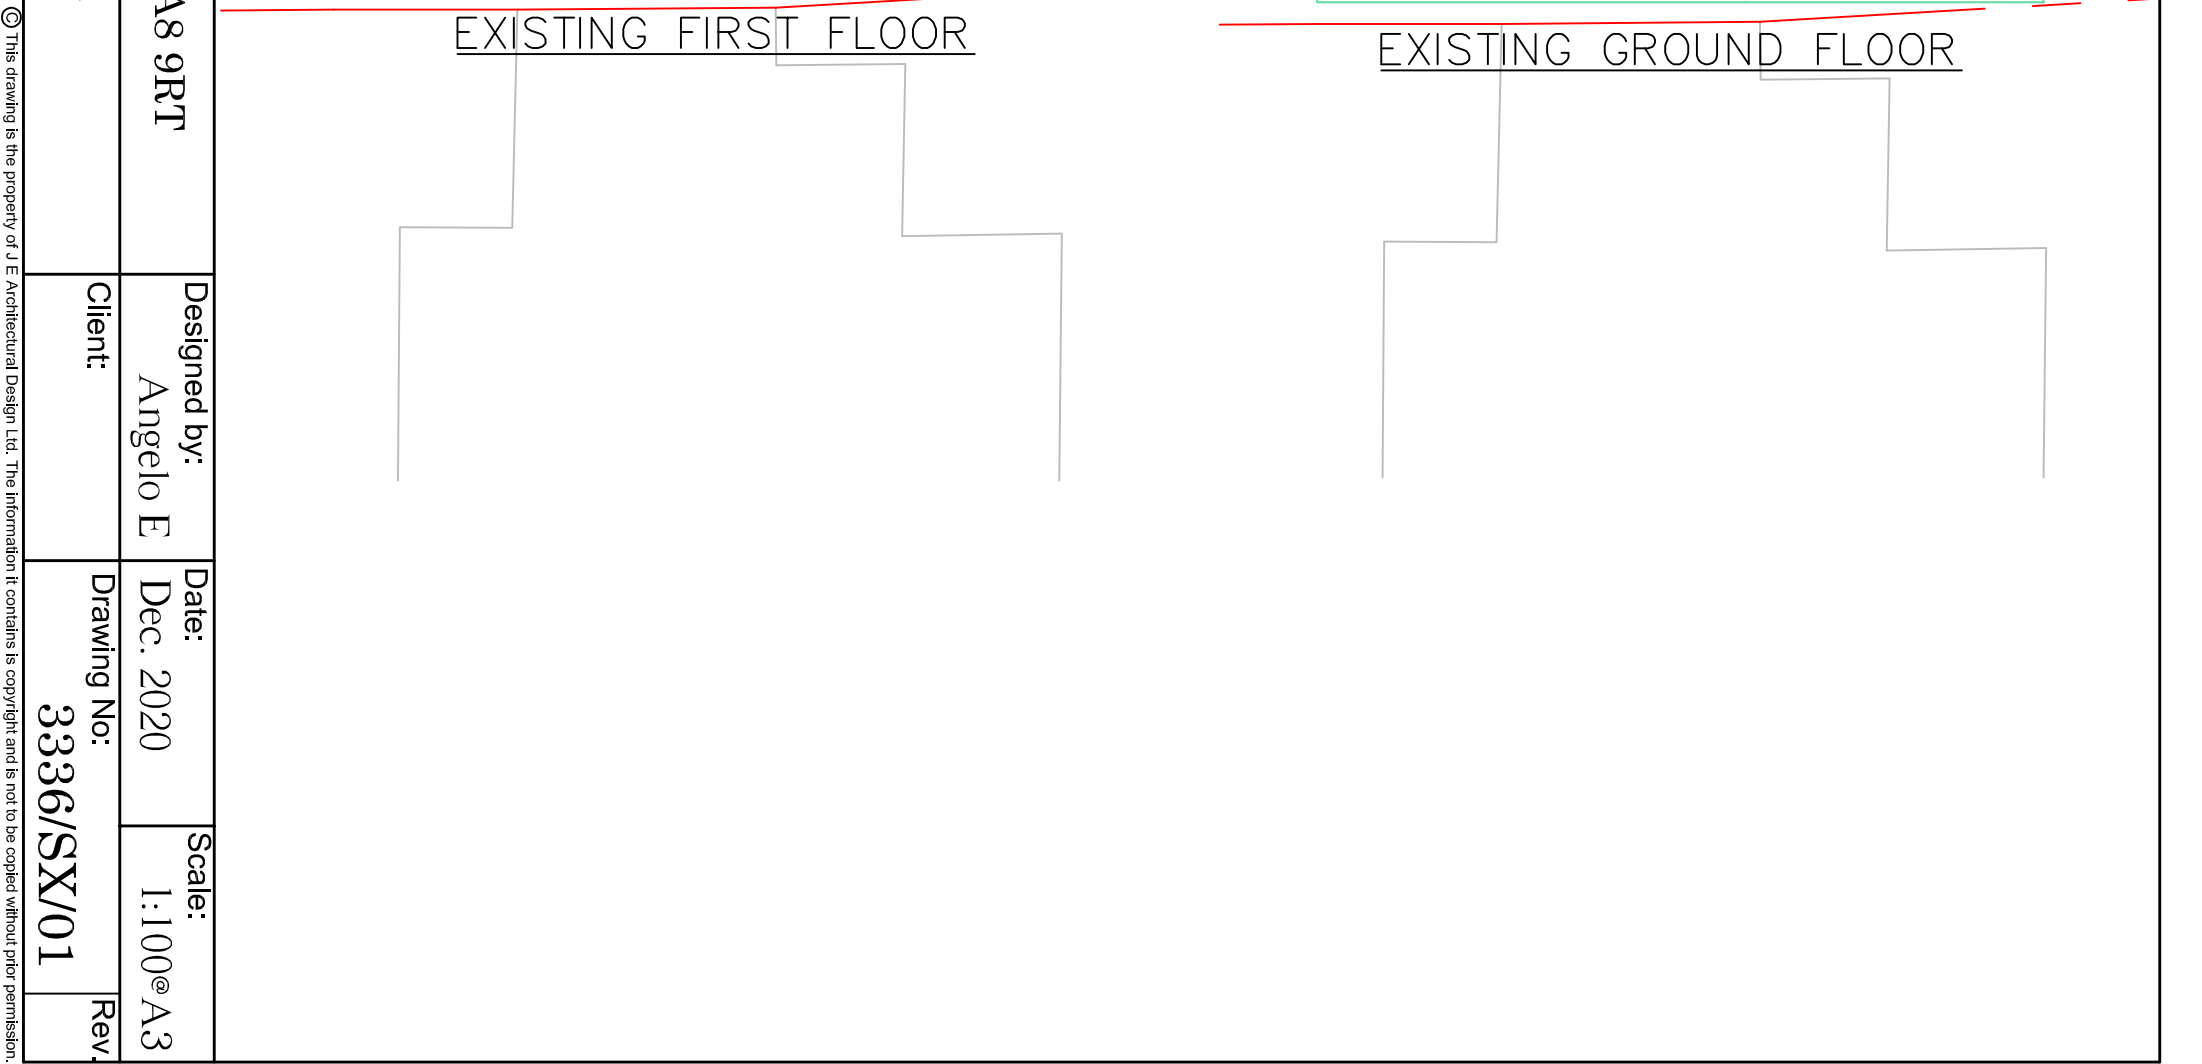 EXISTING FIRST FLOOR
EXISTING GROUND FLOOR
A8 9RT
Designed by:
Angelo E
Date:
Dec. 2020
Scale:
1:100@A3
Client:
Drawing No:
3336/SX/01
Rev.
© This drawing is the property of J E Architectural Design Ltd. The information it contains is copyright and is not to be copied without prior permission.